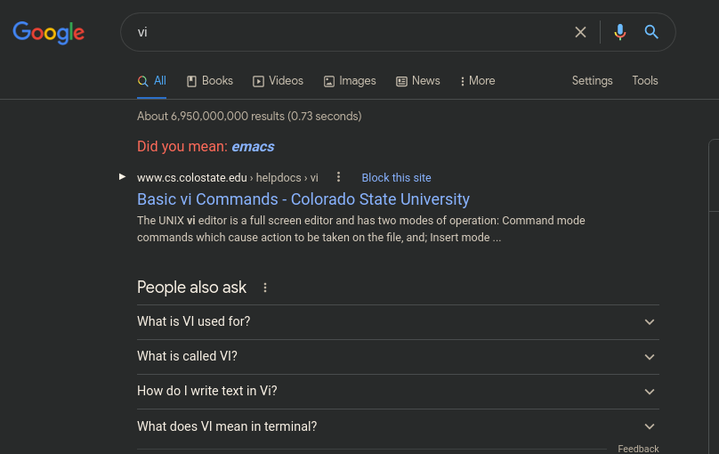 Google
vi
All Books Videos Images News More Settings Tools
About 6,950,000,000 results (0.73 seconds)
Did you mean: emacs
www.cs.colostate.edu › helpdocs › vi Block this site
Basic vi Commands - Colorado State University
The UNIX vi editor is a full screen editor and has two modes of operation: Command mode
commands which cause action to be taken on the file, and; Insert mode ...
People also ask
What is VI used for?
What is called VI?
How do I write text in Vi?
What does VI mean in terminal?
Feedback